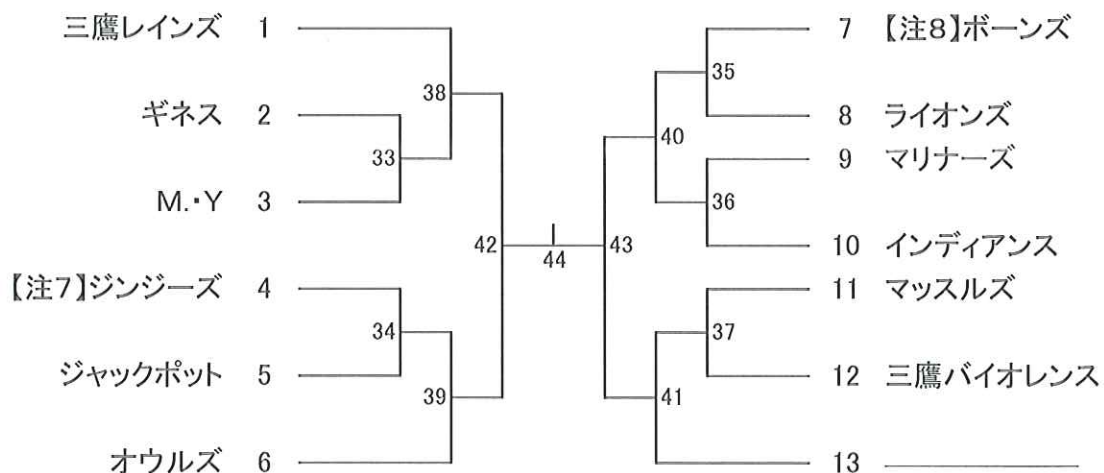 三鷹レインズ 1
ギネス 2
M.・Y 3
【注7】ジンジーズ 4
ジャックポット 5
オウルズ 6
33
34
38
39
42
44
43
40
41
35
36
37
7 【注8】ボーンズ
8 ライオンズ
9 マリナーズ
10 インディアンス
11 マッスルズ
12 三鷹バイオレンス
13